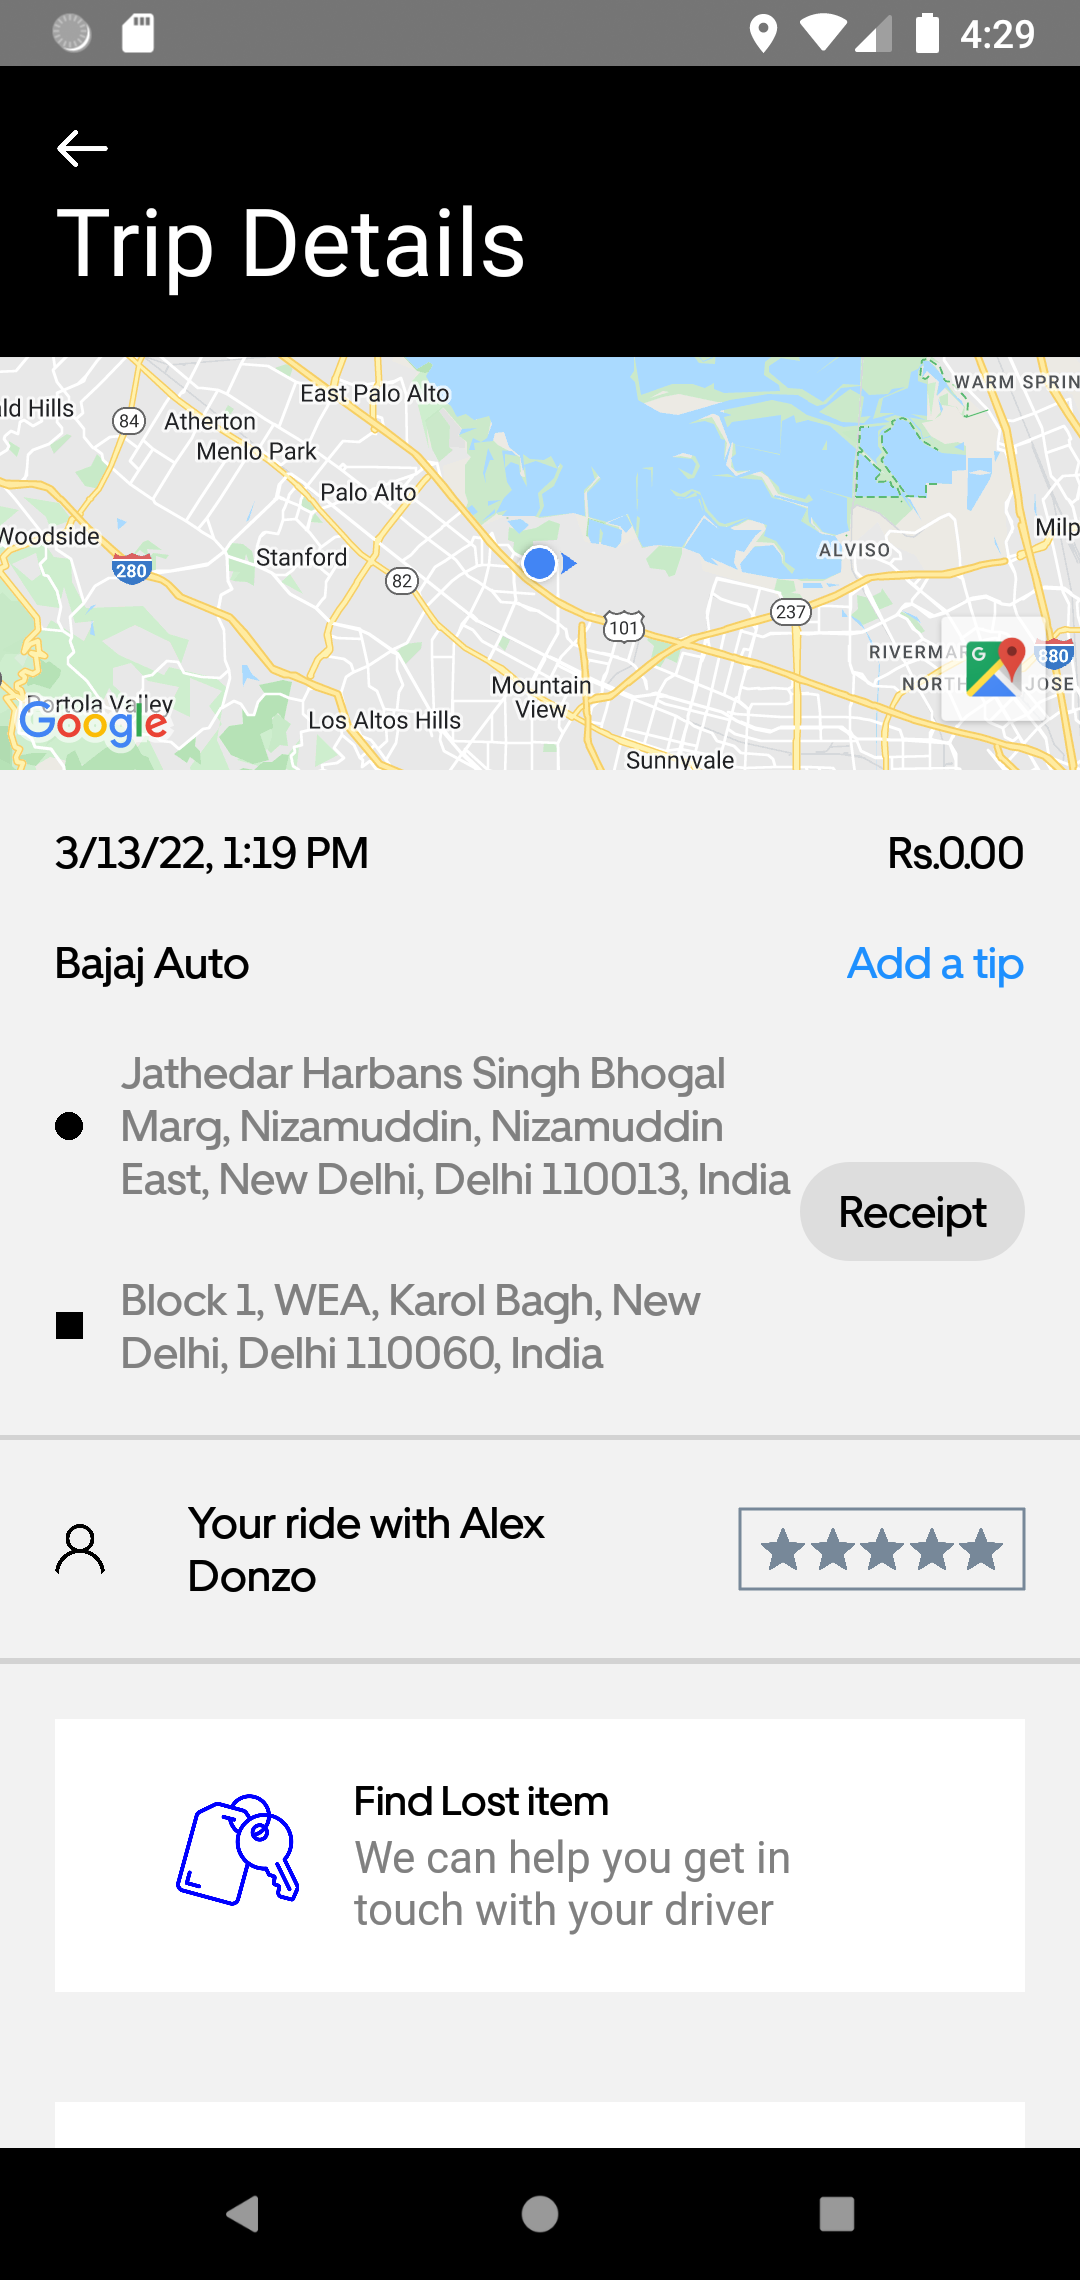 4:29
Trip Details
East Palo Alto
WARM SPRIN
ld Hills
84
Atherton
Menlo Park
Palo Alto
Woodside
Milp
ALVISO
Stanford
280
82
237
101
RIVERMA
880
NORTH
JOSE
Mountain
View
Portola Valley
Google
Los Altos Hills
Sunnyvale
3/13/22, 1:19 PM
Rs.0.00
Bajaj Auto
Add a tip
Jathedar Harbans Singh Bhogal
Marg, Nizamuddin, Nizamuddin
East, New Delhi, Delhi 110013, India
Receipt
Block 1, WEA, Karol Bagh, New
Delhi, Delhi 110060, India
Your ride with Alex
Donzo
Find Lost item
We can help you get in
touch with your driver